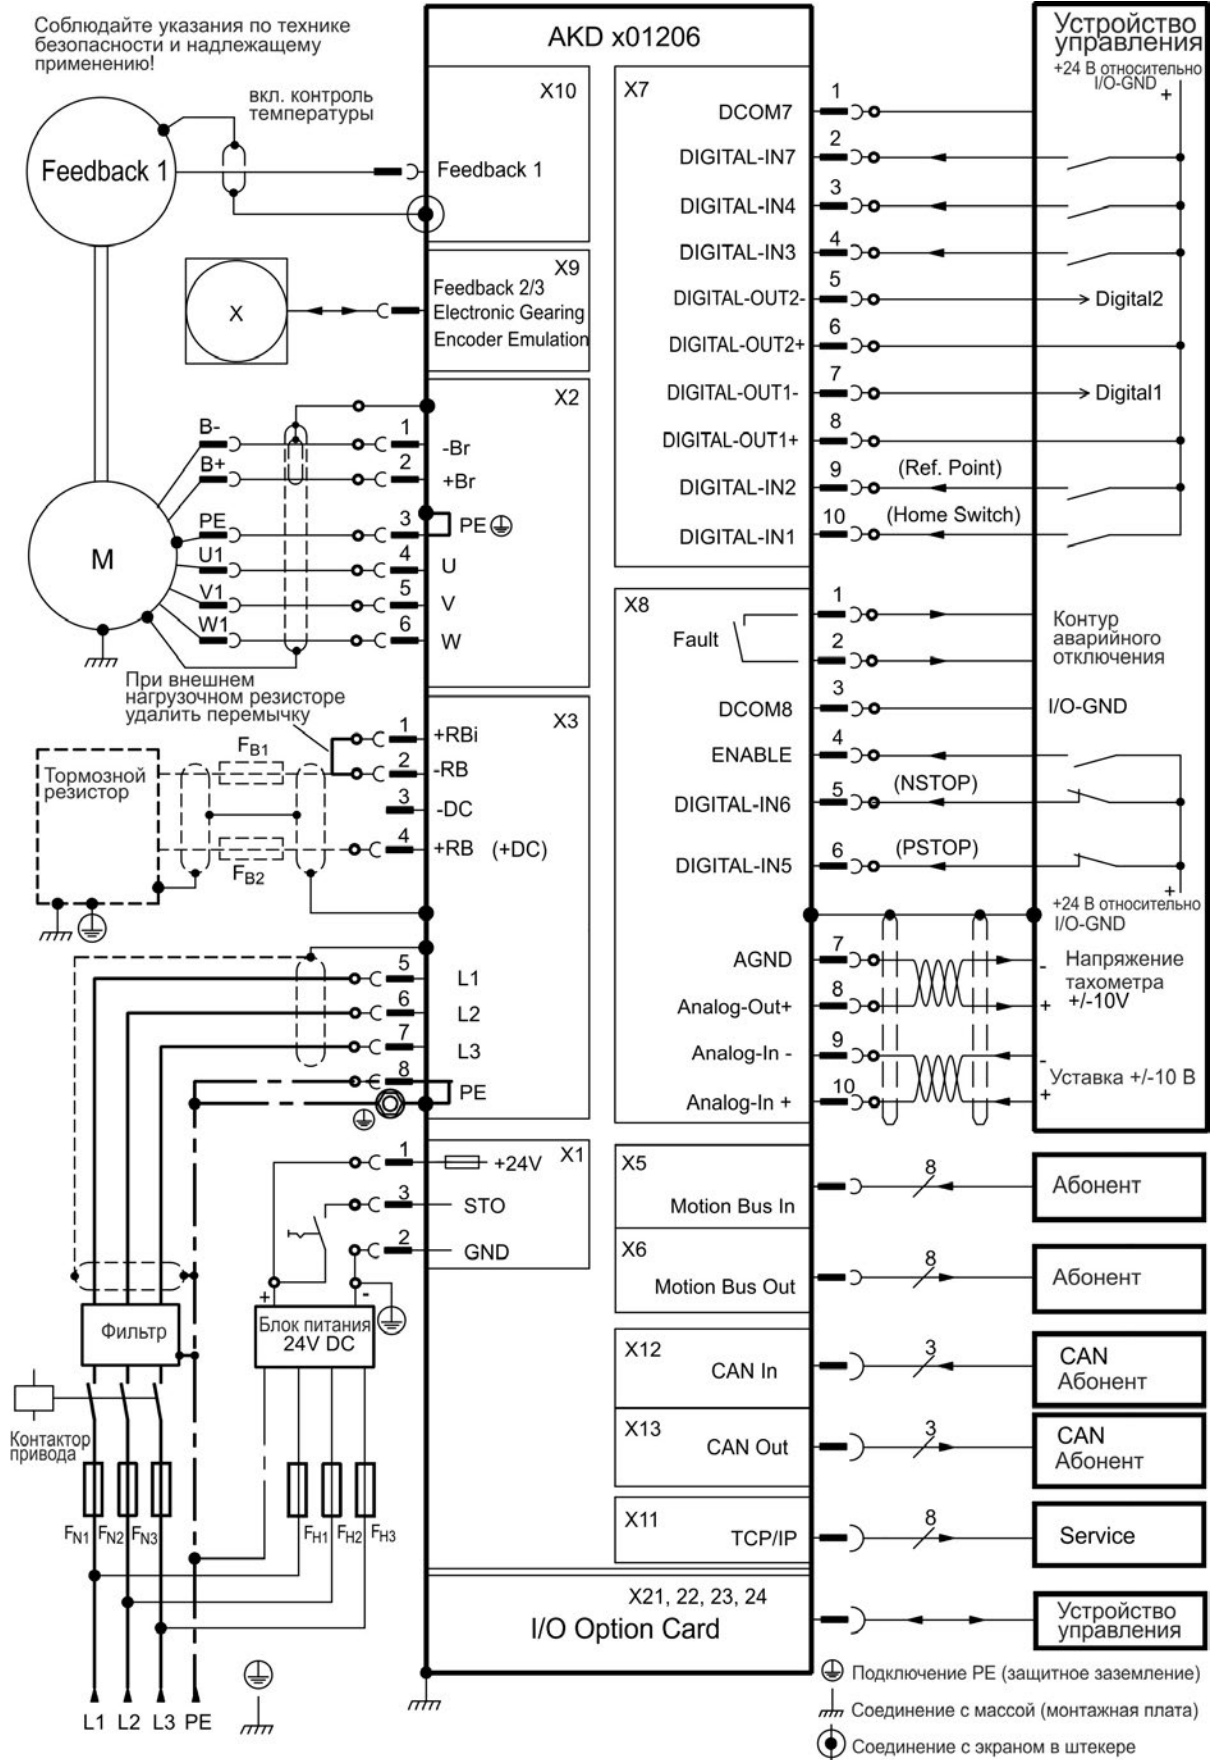 Соблюдайте указания по технике
безопасности и надлежащему
применению!
вкл. контроль
температуры
Feedback 1
AKD x01206
X10
Feedback 1
X9
Feedback 2/3
Electronic Gearing
Encoder Emulation
X
X2
B-
1
-Br
B+
2
+Br
PE
3
PE
U1
4
U
V1
5
V
W1
6
W
M
При внешнем
нагрузочном резисторе
удалить перемычку
X3
1
+RBi
FB1
2
-RB
Тормозной
резистор
3
-DC
4
+RB (+DC)
FB2
5
L1
6
L2
7
L3
8
PE
X1
1
+24V
3
STO
2
GND
+
-
Фильтр
Блок питания
24V DC
Контактор
привода
FN1
FN2
FN3
FH1
FH2
FH3
L1
L2
L3
PE
X7
DCOM7
1
DIGITAL-IN7
2
DIGITAL-IN4
3
DIGITAL-IN3
4
DIGITAL-OUT2-
5
Digital2
DIGITAL-OUT2+
6
DIGITAL-OUT1-
7
Digital1
DIGITAL-OUT1+
8
DIGITAL-IN2
9
(Ref. Point)
DIGITAL-IN1
10
(Home Switch)
Устройство
управления
+24 В относительно
I/O-GND
+
X8
Fault
1
2
Контур
аварийного
отключения
DCOM8
3
I/O-GND
ENABLE
4
DIGITAL-IN6
5
(NSTOP)
DIGITAL-IN5
6
(PSTOP)
+
+24 В относительно
I/O-GND
AGND
7
-
Напряжение
тахометра
+/-10V
Analog-Out+
8
+
Analog-In -
9
-
Уставка +/-10 В
Analog-In +
10
+
X5
Motion Bus In
8
Абонент
X6
Motion Bus Out
8
Абонент
X12
CAN In
3
CAN
Абонент
X13
CAN Out
3
CAN
Абонент
X11
TCP/IP
8
Service
X21, 22, 23, 24
I/O Option Card
Устройство
управления
Подключение PE (защитное заземление)
Соединение с массой (монтажная плата)
Соединение с экраном в штекере